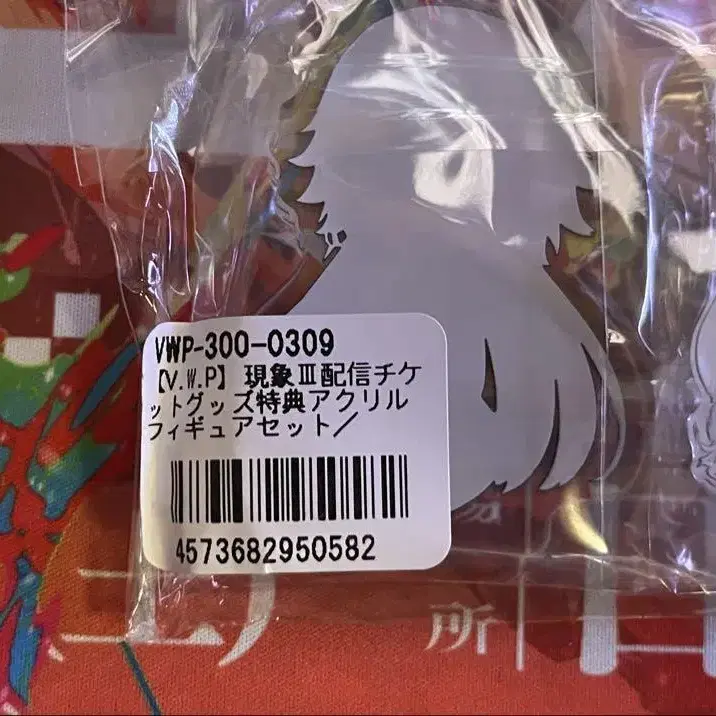 VWP-300-0309
【V.W.P】現象Ⅲ配信チケ
ットグッズ特典アクリル
フィギュアセット／
4573682950582
所